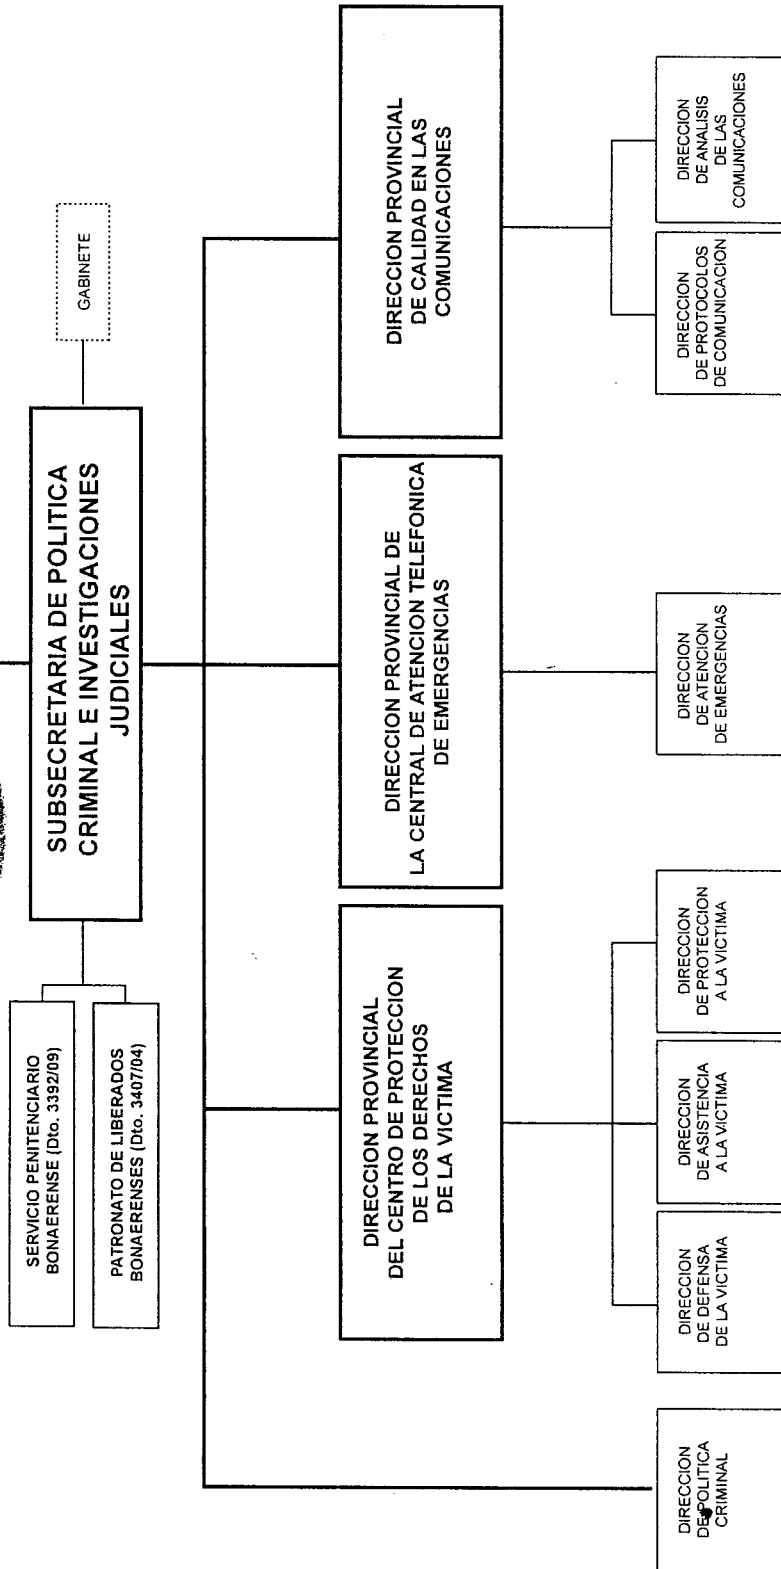 SERVICIO PENITENCIARIO
BONAERENSE (Dto. 3392/09)
PATRONATO DE LIBERADOS
BONAERENSES (Dto. 3407/04)
SUBSECRETARIA DE POLITICA
CRIMINAL E INVESTIGACIONES
JUDICIALES
GABINETE
DIRECCION PROVINCIAL
DEL CENTRO DE PROTECCION
DE LOS DERECHOS
DE LA VICTIMA
DIRECCION PROVINCIAL DE
LA CENTRAL DE ATENCION TELEFONICA
DE EMERGENCIAS
DIRECCION PROVINCIAL
DE CALIDAD EN LAS
COMUNICACIONES
DIRECCION
DE POLITICA
CRIMINAL
DIRECCION
DE DEFENSA
DE LA VICTIMA
DIRECCION
DE ASISTENCIA
A LA VICTIMA
DIRECCION
DE PROTECCION
A LA VICTIMA
DIRECCION
DE ATENCION
DE EMERGENCIAS
DIRECCION
DE PROTOCOLOS
DE COMUNICACION
DIRECCION
DE ANALISIS
DE LAS
COMUNICACIONES